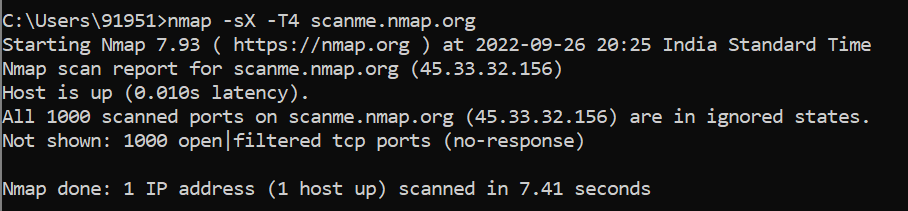 C:\Users\91951>nmap -sX -T4 scanme.nmap.org
Starting Nmap 7.93 ( https://nmap.org ) at 2022-09-26 20:25 India Standard Time
Nmap scan report for scanme.nmap.org (45.33.32.156)
Host is up (0.010s latency).
All 1000 scanned ports on scanme.nmap.org (45.33.32.156) are in ignored states.
Not shown: 1000 open|filtered tcp ports (no-response)
Nmap done: 1 IP address (1 host up) scanned in 7.41 seconds